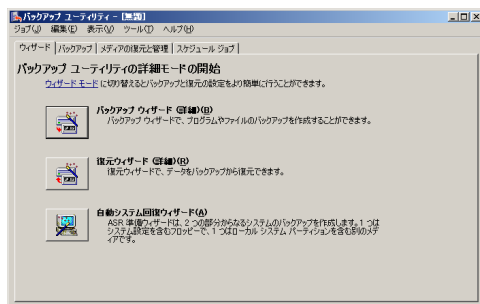 バックアップ ユーティリティ - [無題]
ジョブ(J) 編集(E) 表示(V) ツール(T) ヘルプ(H)
ウィザード バックアップ メディアの復元と管理 スケジュール ジョブ
バックアップ ユーティリティの詳細モードの開始
ウィザード モード に切り替えるとバックアップと復元の設定をより簡単に行うことができます。
バックアップ ウィザード (詳細)(B)
バックアップ ウィザードで、プログラムやファイルのバックアップを作成することができます。
復元ウィザード (詳細)(R)
復元ウィザードで、データをバックアップから復元できます。
自動システム回復ウィザード(A)
ASR 準備ウィザードは、2 つの部分からなるシステムのバックアップを作成します。1 つは
システム設定を含むフロッピーで、1 つはローカル システム パーティションを含む別のメデ
ィアです。